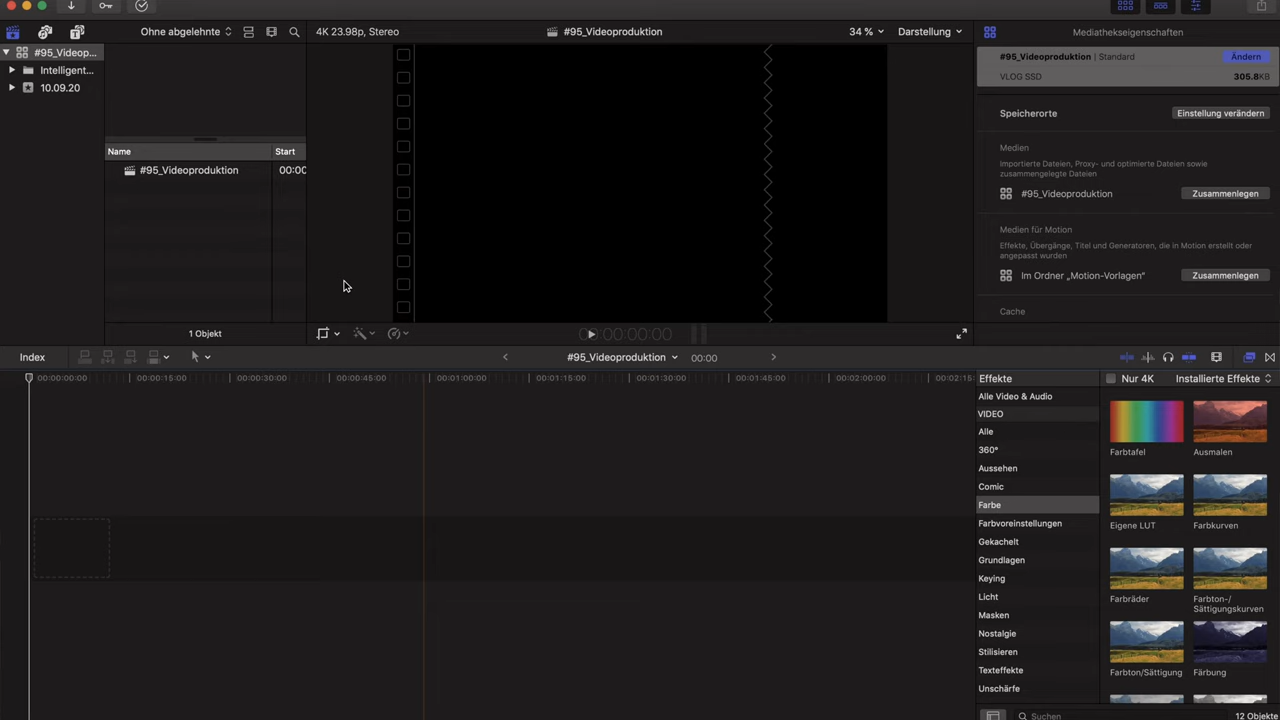 Ohne abgelehnte
4K 23.98p, Stereo
#95_Videoproduktion
34 %
Darstellung
Mediathekseigenschaften
#95_Videop...
Intelligent...
10.09.20
Name
Start
#95_Videoproduktion
00:00
1 Objekt
00:00:00:00
#95_Videoproduktion | Standard
Ändern
VLOG SSD
305.8KB
Speicherorte
Einstellung verändern
Medien
Importierte Dateien, Proxy- und optimierte Dateien sowie
zusammengelegte Dateien
#95_Videoproduktion
Zusammenlegen
Medien für Motion
Effekte, Übergänge, Titel und Generatoren, die in Motion erstellt oder
angepasst wurden
Im Ordner „Motion-Vorlagen“
Zusammenlegen
Cache
Index
#95_Videoproduktion
00:00
00:00:00:00
00:00:15:00
00:00:30:00
00:00:45:00
00:01:00:00
00:01:15:00
00:01:30:00
00:01:45:00
00:02:00:00
00:02:15:
Effekte
Nur 4K
Installierte Effekte
Alle Video & Audio
VIDEO
Alle
360°
Aussehen
Comic
Farbe
Farbvoreinstellungen
Gekachelt
Grundlagen
Keying
Licht
Masken
Nostalgie
Stilisieren
Texteffekte
Unschärfe
Farbtafel
Ausmalen
Eigene LUT
Farbkurven
Farbräder
Farbton-/
Sättigungskurven
Farbton/Sättigung
Färbung
Suchen
12 Objekte